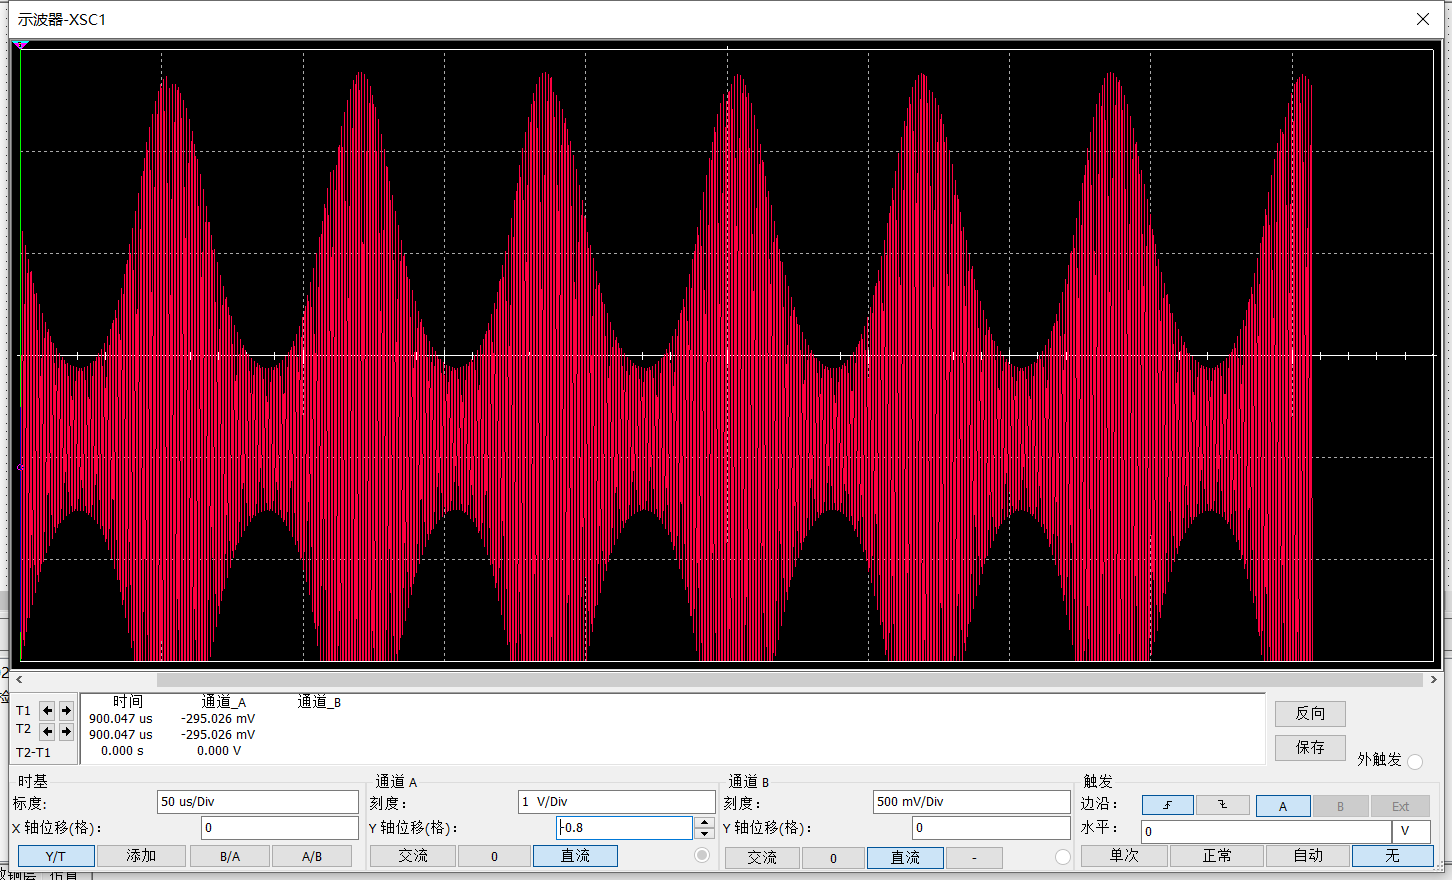 示波器-XSC1
T1
T2
T2-T1
时间 通道_A 通道_B
900.047 us -295.026 mV
900.047 us -295.026 mV
0.000 s 0.000 V
反向
保存
外触发
时基
标度:
50 us/Div
X 轴位移(格):
0
Y/T
添加
B/A
A/B
通道 A
刻度:
1 V/Div
Y 轴位移(格):
-0.8
交流
0
直流
通道 B
刻度:
500 mV/Div
Y 轴位移(格):
0
交流
0
直流
-
触发
边沿:
A
B
Ext
水平:
0
V
单次
正常
自动
无